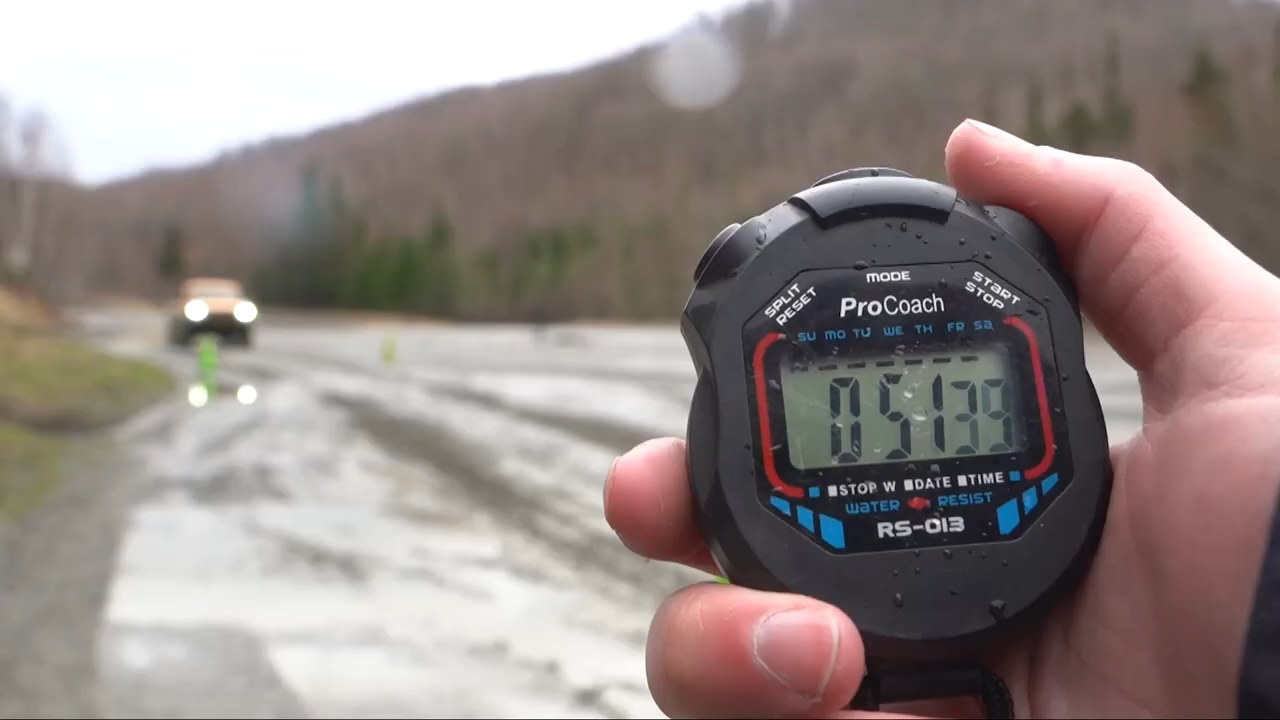 MODE
SPLIT
RESET
START
STOP
ProCoach
SU MO TU WE TH FR SA
05139
STOP W DATE TIME
WATER RESIST
RS-013